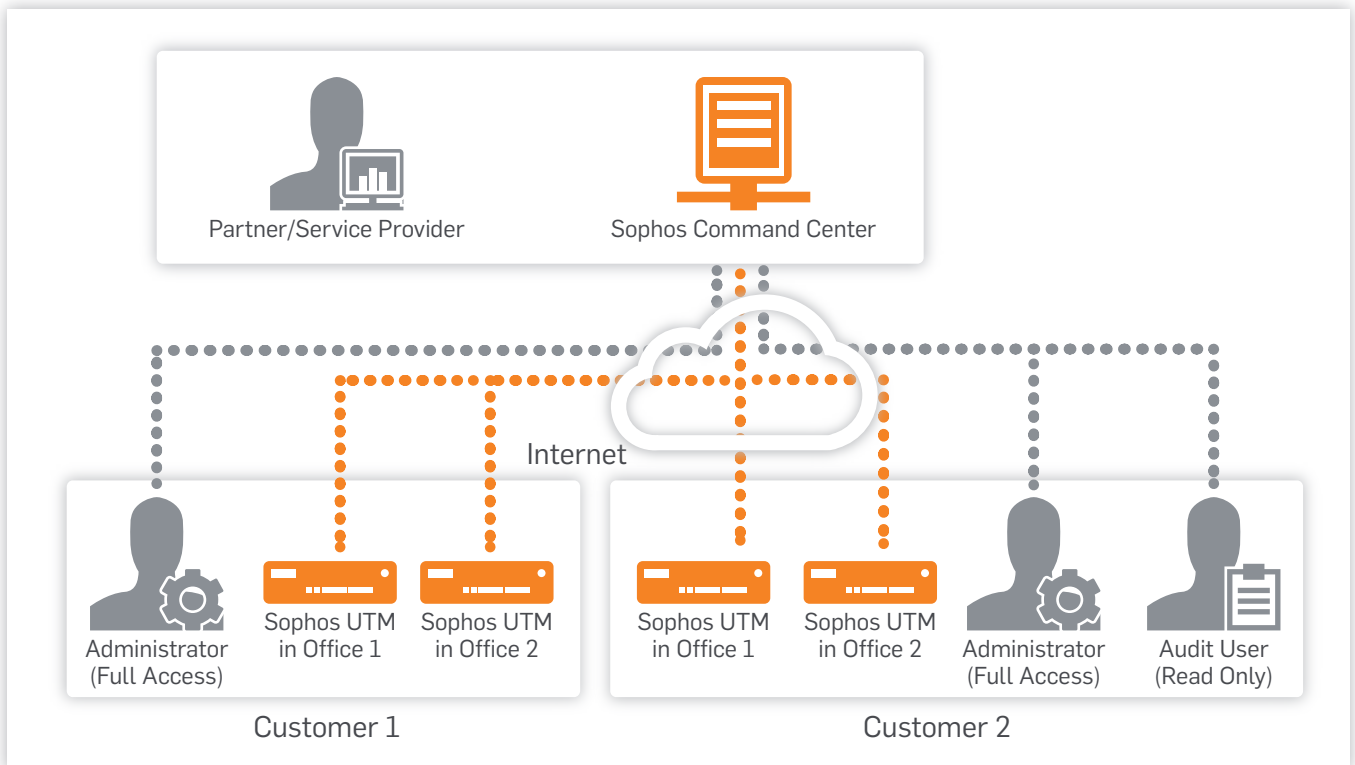 Partner/Service Provider
Sophos Command Center
Internet
Administrator
(Full Access)
Sophos UTM
in Office 1
Sophos UTM
in Office 2
Customer 1
Sophos UTM
in Office 1
Sophos UTM
in Office 2
Administrator
(Full Access)
Audit User
(Read Only)
Customer 2